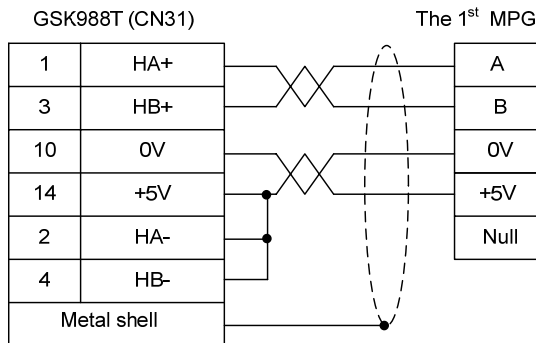 GSK988T (CN31) The 1st MPG
1 HA+ A
3 HB+ B
10 0V 0V
14 +5V +5V
2 HA- Null
4 HB-
Metal shell